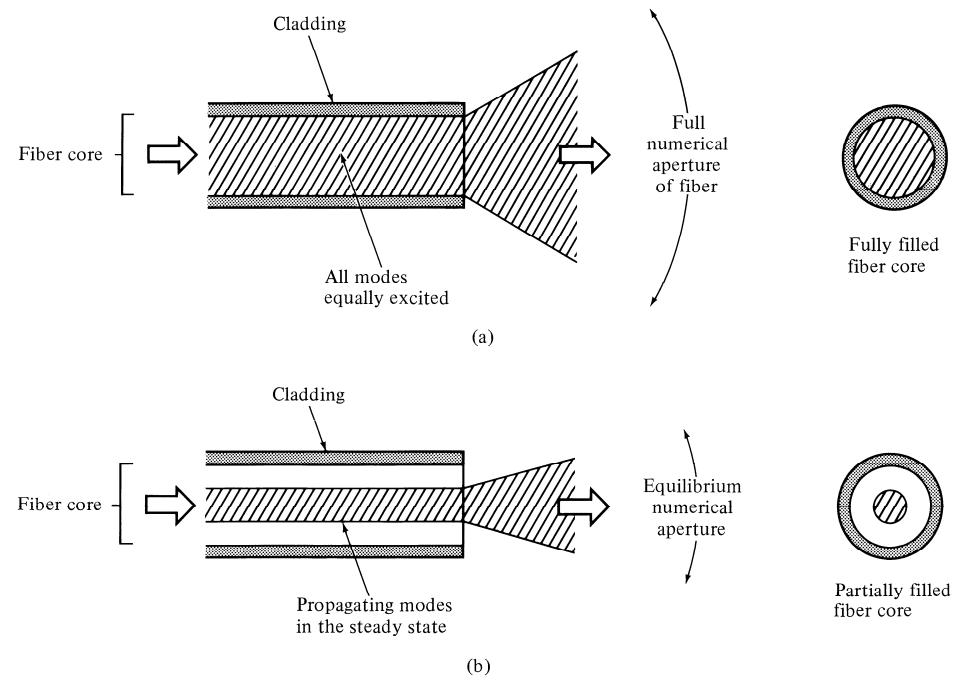 Cladding
Fiber core
Full
numerical
aperture
of fiber
Fully filled
fiber core
All modes
equally excited
(a)
Cladding
Fiber core
Equilibrium
numerical
aperture
Partially filled
fiber core
Propagating modes
in the steady state
(b)